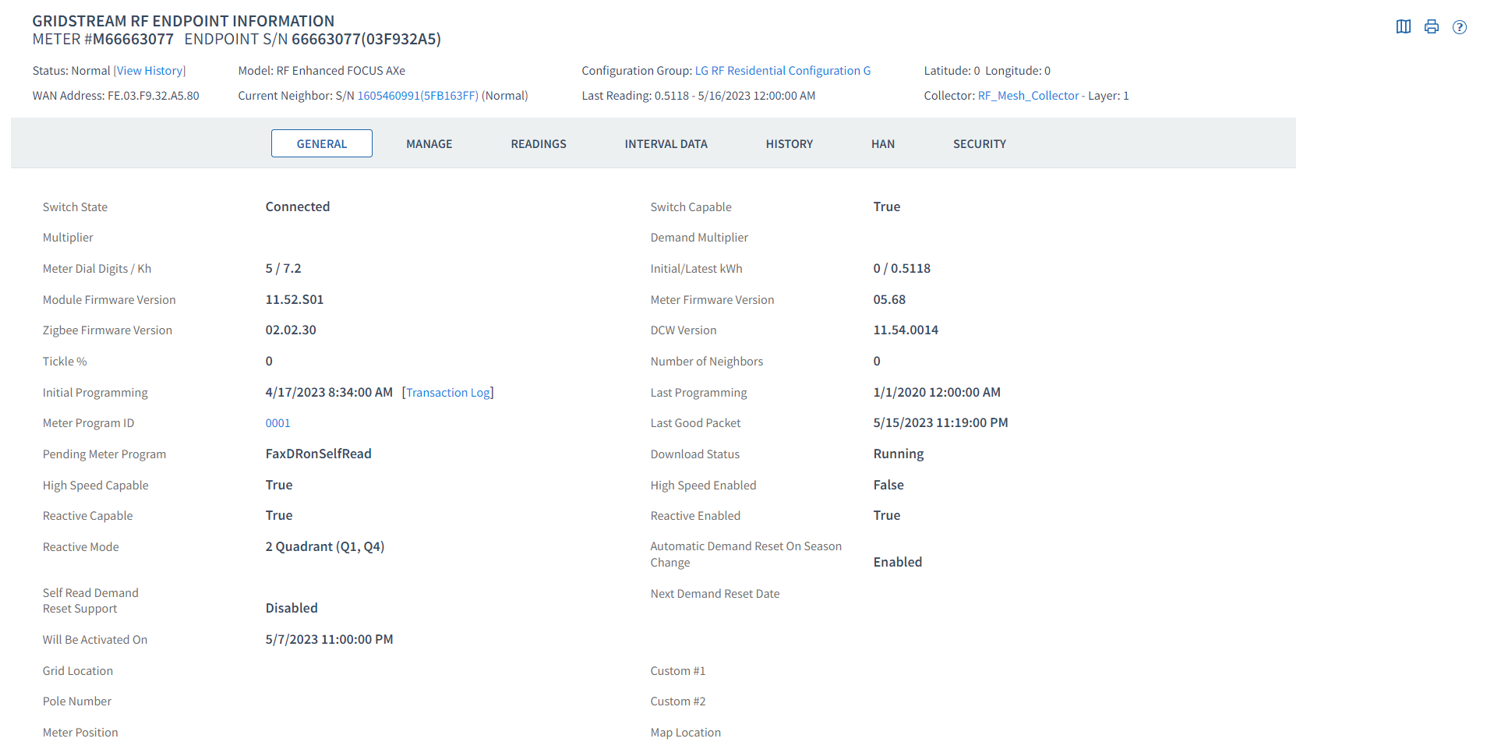 GRIDSTREAM RF ENDPOINT INFORMATION
METER #M66663077 ENDPOINT S/N 66663077(03F932A5)
Status: Normal [View History] Model: RF Enhanced FOCUS AXe Configuration Group: LG RF Residential Configuration G Latitude: 0 Longitude: 0
WAN Address: FE.03.F9.32.A5.80 Current Neighbor: S/N 1605460991(5FB163FF) (Normal) Last Reading: 0.5118 - 5/16/2023 12:00:00 AM Collector: RF_Mesh_Collector - Layer: 1
GENERAL MANAGE READINGS INTERVAL DATA HISTORY HAN SECURITY
Switch State Connected Switch Capable True
Multiplier Demand Multiplier
Meter Dial Digits / Kh 5 / 7.2 Initial/Latest kWh 0 / 0.5118
Module Firmware Version 11.52.S01 Meter Firmware Version 05.68
Zigbee Firmware Version 02.02.30 DCW Version 11.54.0014
Tickle % 0 Number of Neighbors 0
Initial Programming 4/17/2023 8:34:00 AM [Transaction Log] Last Programming 1/1/2020 12:00:00 AM
Meter Program ID 0001 Last Good Packet 5/15/2023 11:19:00 PM
Pending Meter Program FaxDRonSelfRead Download Status Running
High Speed Capable True High Speed Enabled False
Reactive Capable True Reactive Enabled True
Reactive Mode 2 Quadrant (Q1, Q4) Automatic Demand Reset On Season
Change Enabled
Self Read Demand Next Demand Reset Date
Reset Support Disabled
Will Be Activated On 5/7/2023 11:00:00 PM
Grid Location Custom #1
Pole Number Custom #2
Meter Position Map Location